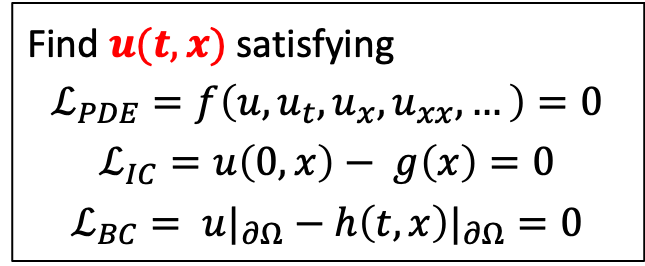 Find u(t, x) satisfying
ℒ_PDE = f(u, u_t, u_x, u_xx, … ) = 0
ℒ_IC = u(0, x) − g(x) = 0
ℒ_BC = u|_∂Ω − h(t, x)|_∂Ω = 0